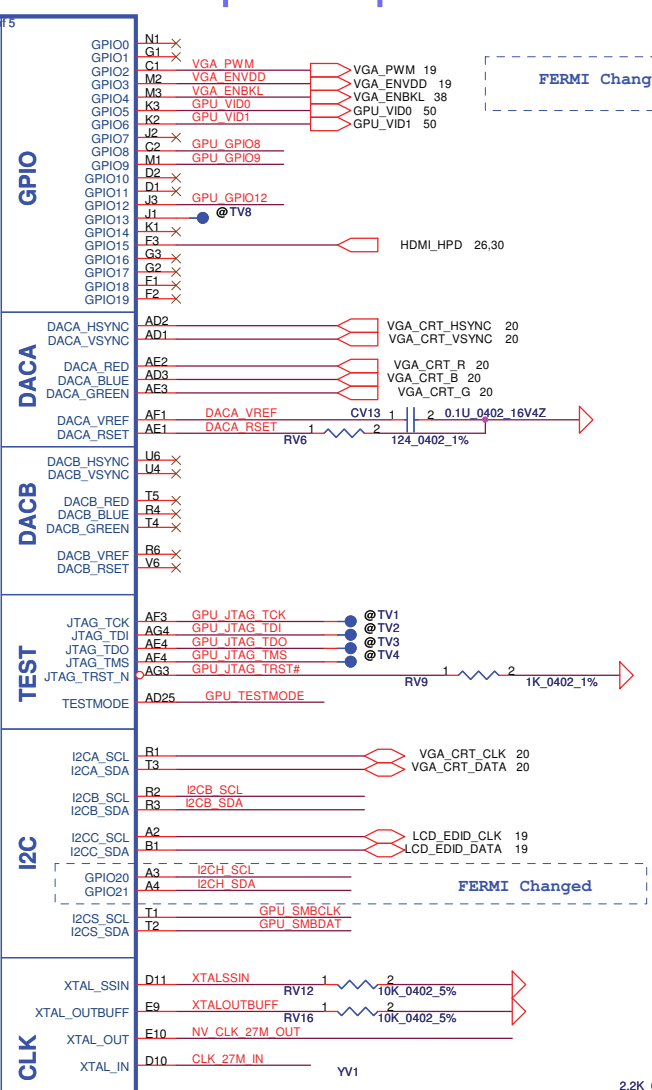 f 5
GPIO
GPIO0 N1
GPIO1 G1
GPIO2 C1 VGA_PWM VGA_PWM 19
GPIO3 M2 VGA_ENVDD VGA_ENVDD 19
GPIO4 M3 VGA_ENBKL VGA_ENBKL 38
GPIO5 K3 GPU_VID0 GPU_VID0 50
GPIO6 K2 GPU_VID1 GPU_VID1 50
FERMI Chang
GPIO7 J2
GPIO8 C2 GPU_GPIO8
GPIO9 M1 GPU_GPIO9
GPIO10 D2
GPIO11 D1
GPIO12 J3 GPU_GPIO12
GPIO13 J1 @TV8
GPIO14 K1
GPIO15 F3 HDMI_HPD 26,30
GPIO16 G3
GPIO17 G2
GPIO18 F1
GPIO19 F2
DACA
DACA_HSYNC AD2 VGA_CRT_HSYNC 20
DACA_VSYNC AD1 VGA_CRT_VSYNC 20
DACA_RED AE2 VGA_CRT_R 20
DACA_BLUE AD3 VGA_CRT_B 20
DACA_GREEN AE3 VGA_CRT_G 20
DACA_VREF AF1 DACA_VREF CV13 1 2 0.1U_0402_16V4Z
DACA_RSET AE1 DACA_RSET RV6 1 2 124_0402_1%
DACB
DACB_HSYNC U6
DACB_VSYNC U4
DACB_RED T5
DACB_BLUE R4
DACB_GREEN T4
DACB_VREF R6
DACB_RSET V6
TEST
JTAG_TCK AF3 GPU_JTAG_TCK @TV1
JTAG_TDI AG4 GPU_JTAG_TDI @TV2
JTAG_TDO AE4 GPU_JTAG_TDO @TV3
JTAG_TMS AF4 GPU_JTAG_TMS @TV4
JTAG_TRST_N AG3 GPU_JTAG_TRST# RV9 1 2 1K_0402_1%
TESTMODE AD25 GPU_TESTMODE
I2C
I2CA_SCL R1 VGA_CRT_CLK 20
I2CA_SDA T3 VGA_CRT_DATA 20
I2CB_SCL R2 I2CB_SCL
I2CB_SDA R3 I2CB_SDA
I2CC_SCL A2 LCD_EDID_CLK 19
I2CC_SDA B1 LCD_EDID_DATA 19
GPIO20 A3 I2CH_SCL
GPIO21 A4 I2CH_SDA FERMI Changed
I2CS_SCL T1 GPU_SMBCLK
I2CS_SDA T2 GPU_SMBDAT
CLK
XTAL_SSIN D11 XTALSSIN RV12 1 2 10K_0402_5%
XTAL_OUTBUFF E9 XTALOUTBUFF RV16 1 2 10K_0402_5%
XTAL_OUT E10 NV_CLK_27M_OUT
XTAL_IN D10 CLK_27M_IN
YV1
2.2K